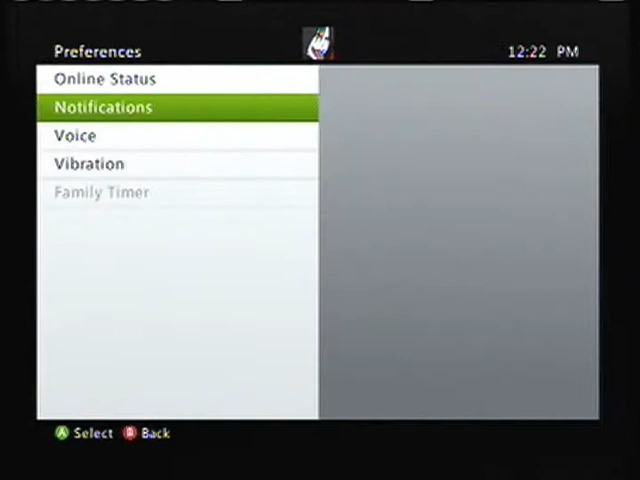 Preferences
12:22 PM
Online Status
Notifications
Voice
Vibration
Family Timer
A Select B Back